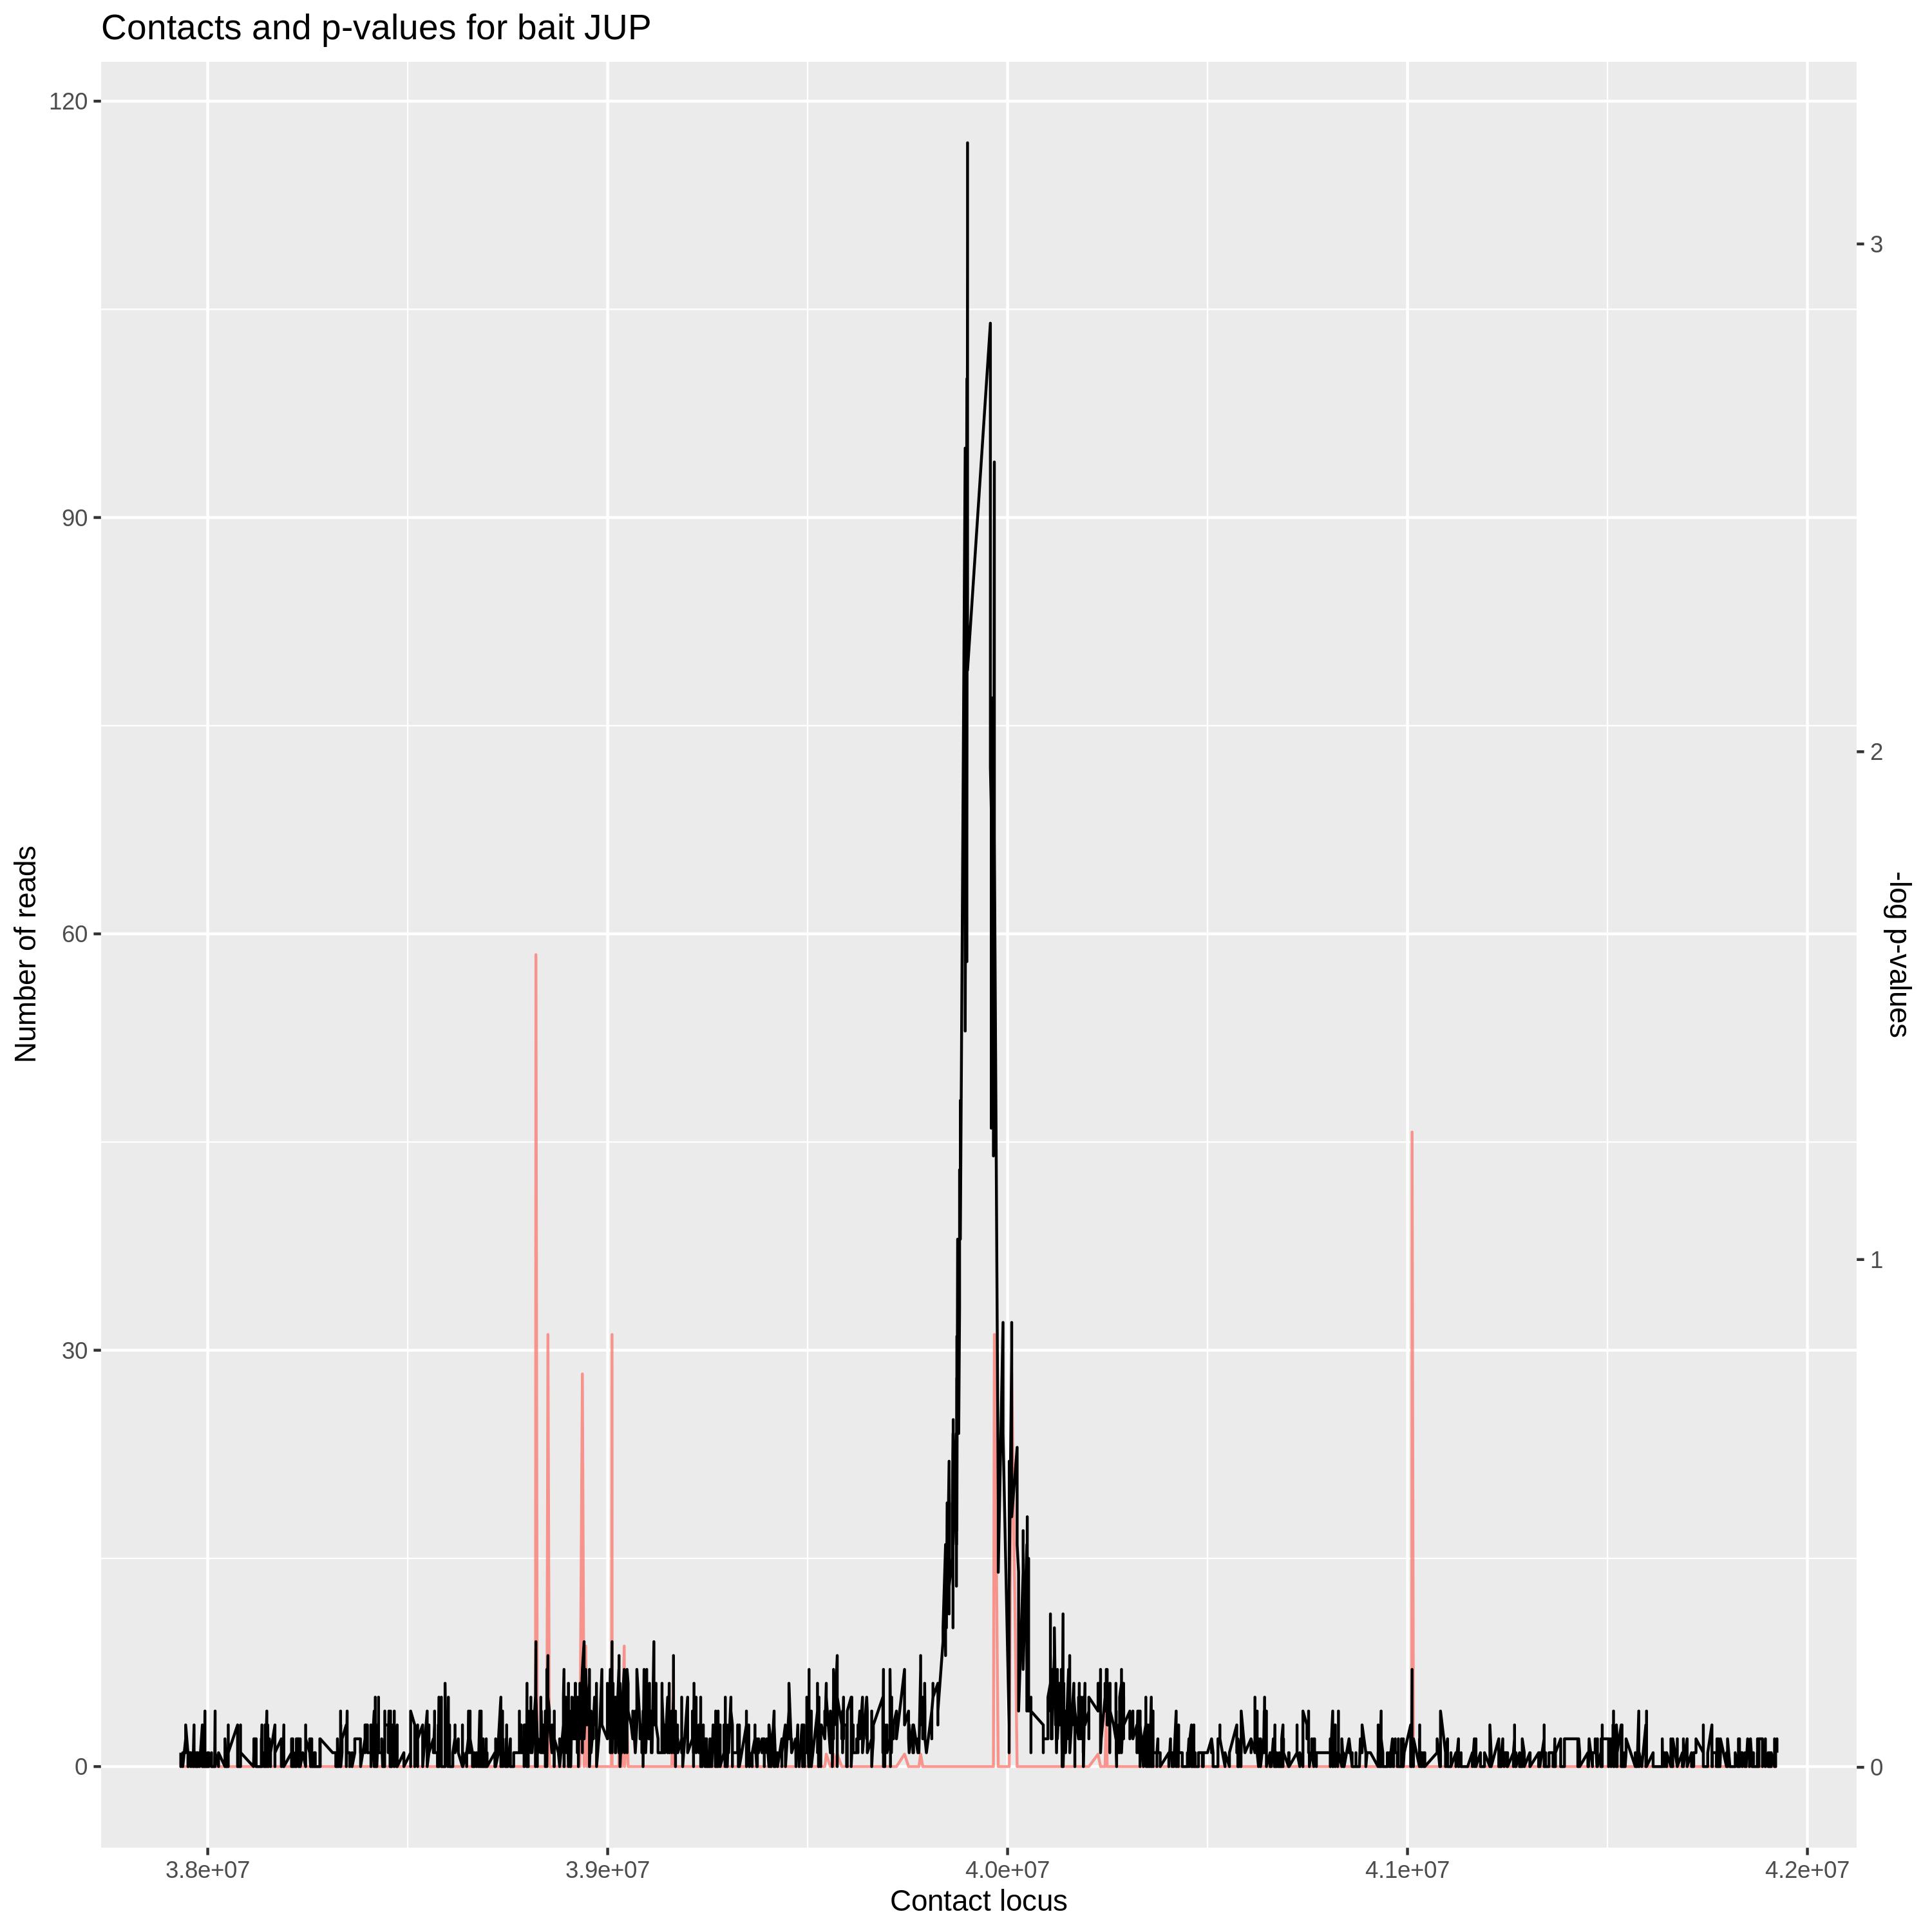 Contacts and p-values for bait JUP
120
90
60
30
0
Number of reads
3
2
1
0
-log p-values
3.8e+07
3.9e+07
4.0e+07
4.1e+07
4.2e+07
Contact locus